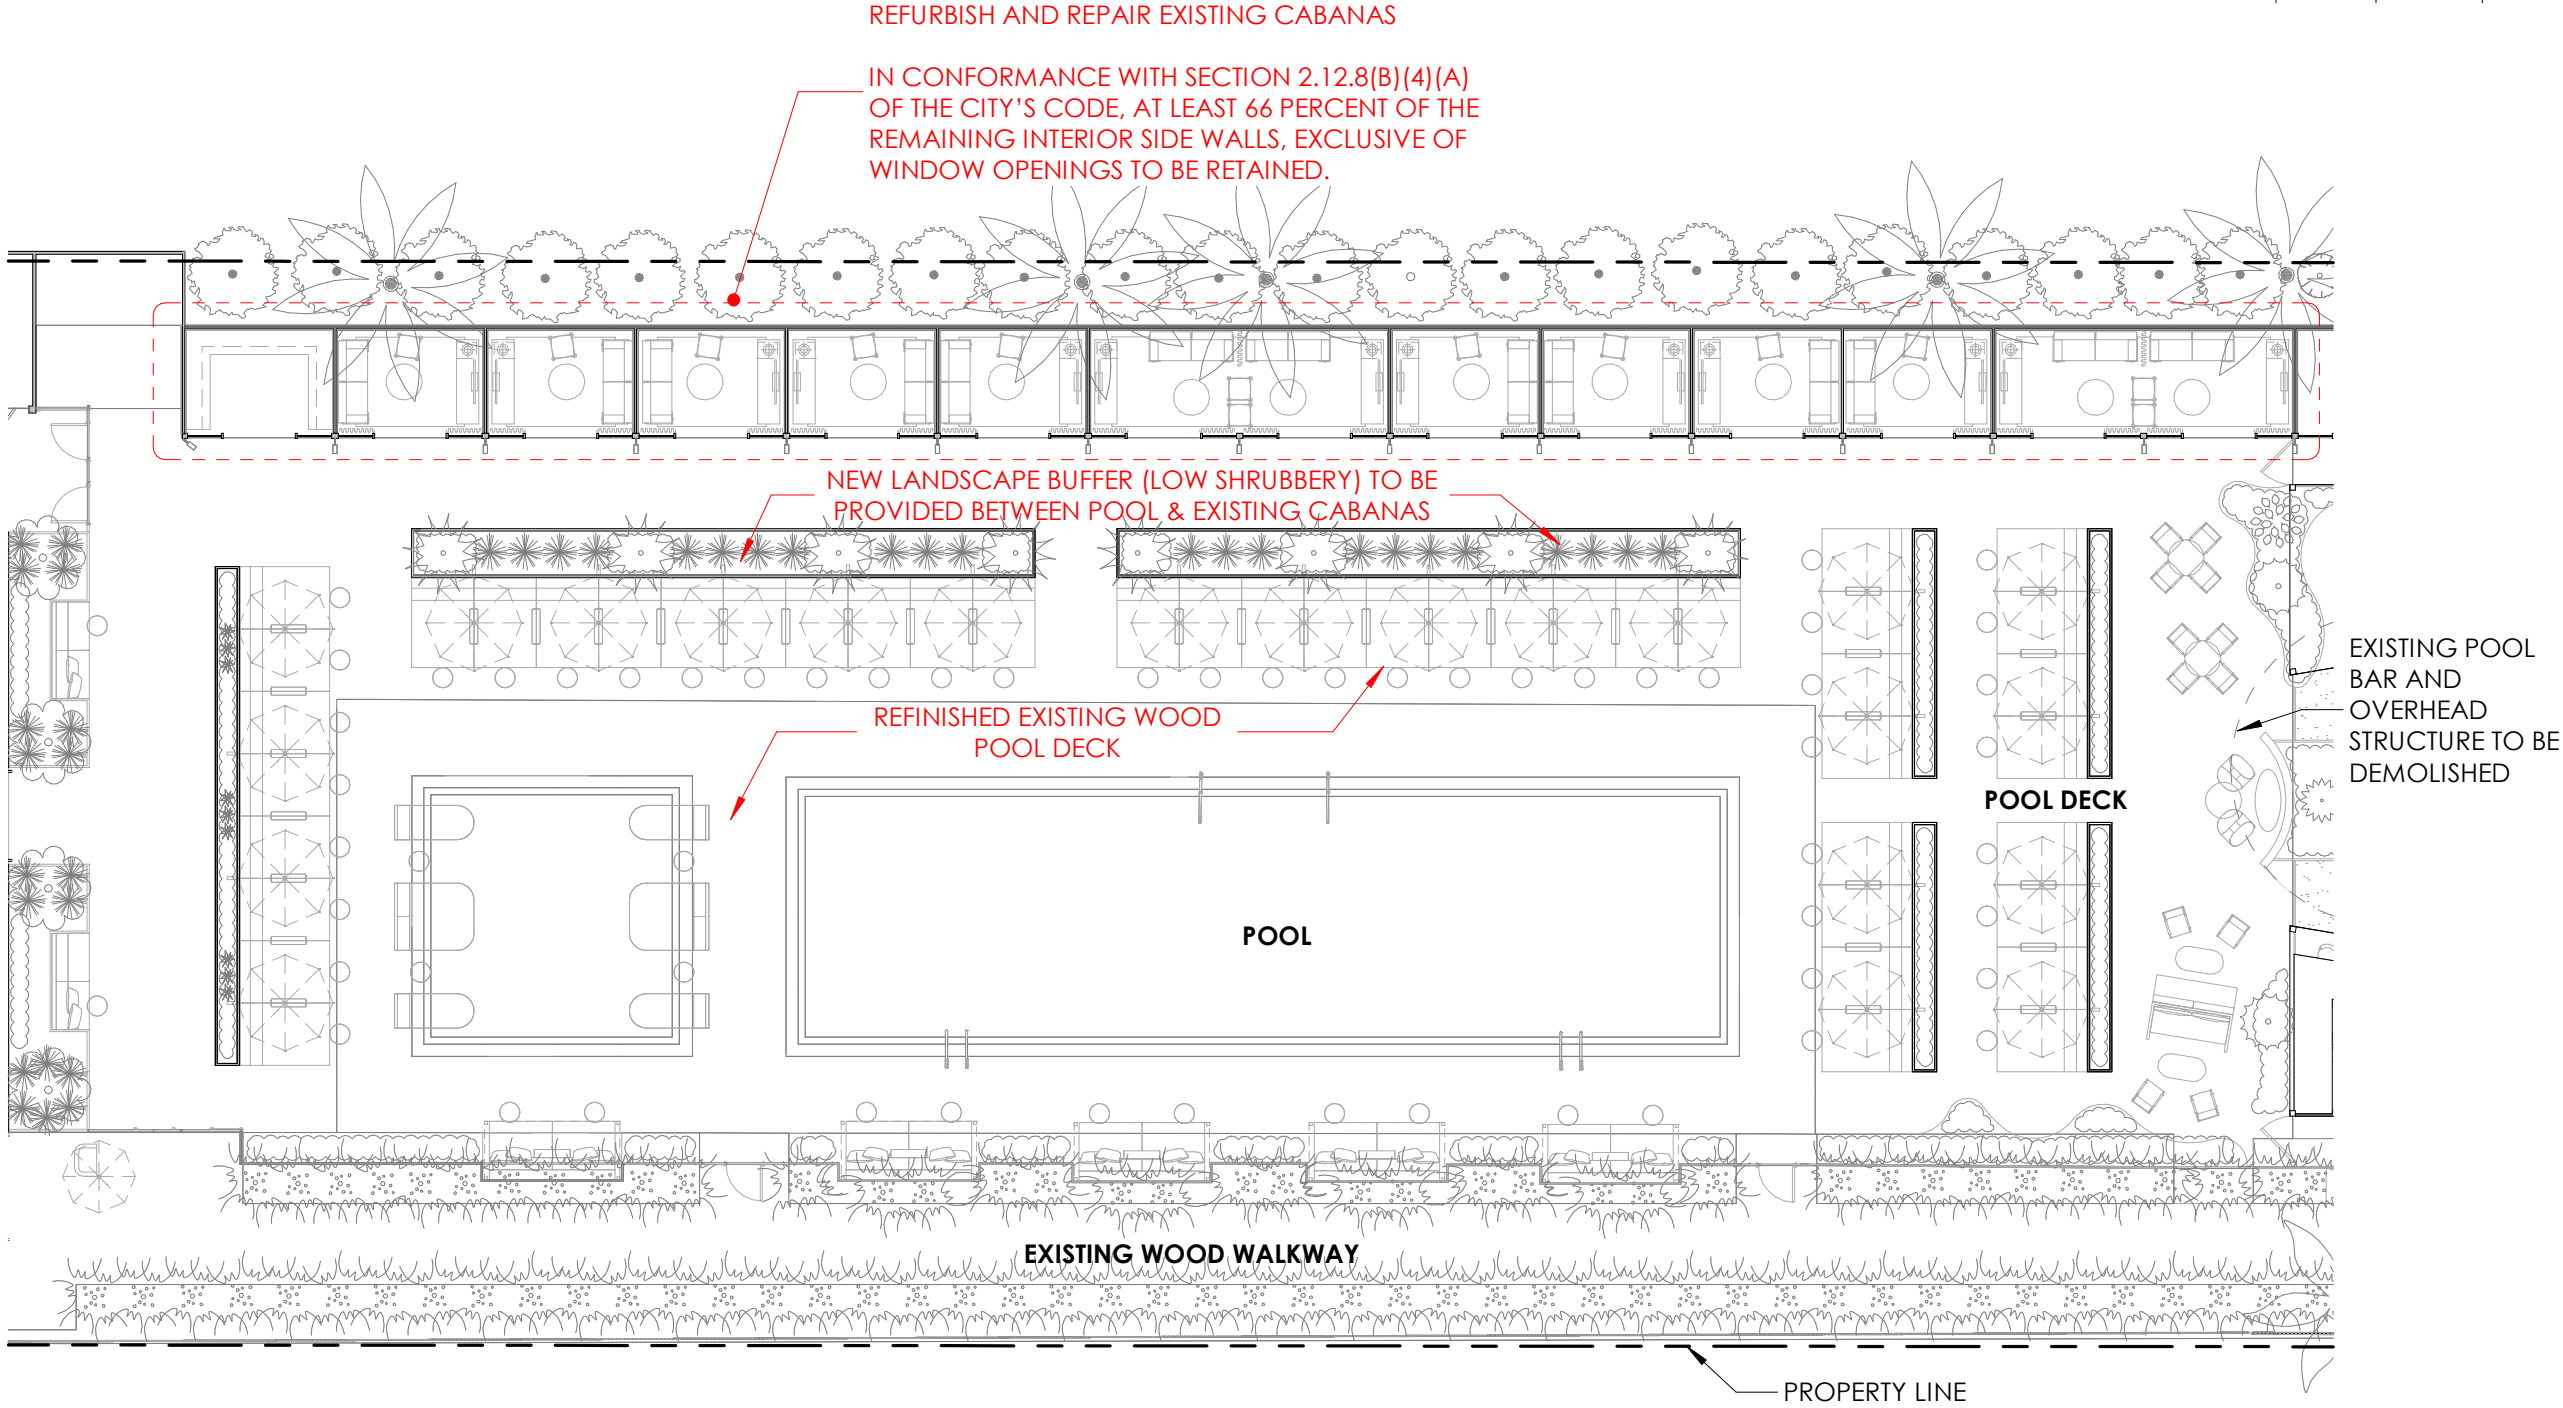 REFURBISH AND REPAIR EXISTING CABANAS
IN CONFORMANCE WITH SECTION 2.12.8(B)(4)(A)
OF THE CITY’S CODE, AT LEAST 66 PERCENT OF THE
REMAINING INTERIOR SIDE WALLS, EXCLUSIVE OF
WINDOW OPENINGS TO BE RETAINED.
NEW LANDSCAPE BUFFER (LOW SHRUBBERY) TO BE
PROVIDED BETWEEN POOL & EXISTING CABANAS
EXISTING POOL
BAR AND
OVERHEAD
STRUCTURE TO BE
DEMOLISHED
REFINISHED EXISTING WOOD
POOL DECK
POOL DECK
POOL
EXISTING WOOD WALKWAY
PROPERTY LINE